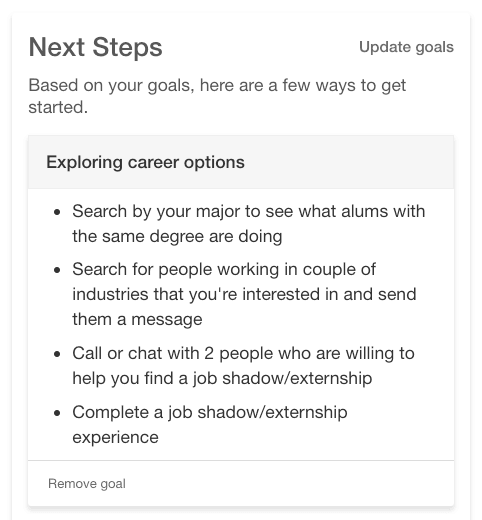 Next Steps
Update goals
Based on your goals, here are a few ways to get
started.
Exploring career options
• Search by your major to see what alums with
the same degree are doing
• Search for people working in couple of
industries that you're interested in and send
them a message
• Call or chat with 2 people who are willing to
help you find a job shadow/externship
• Complete a job shadow/externship
experience
Remove goal